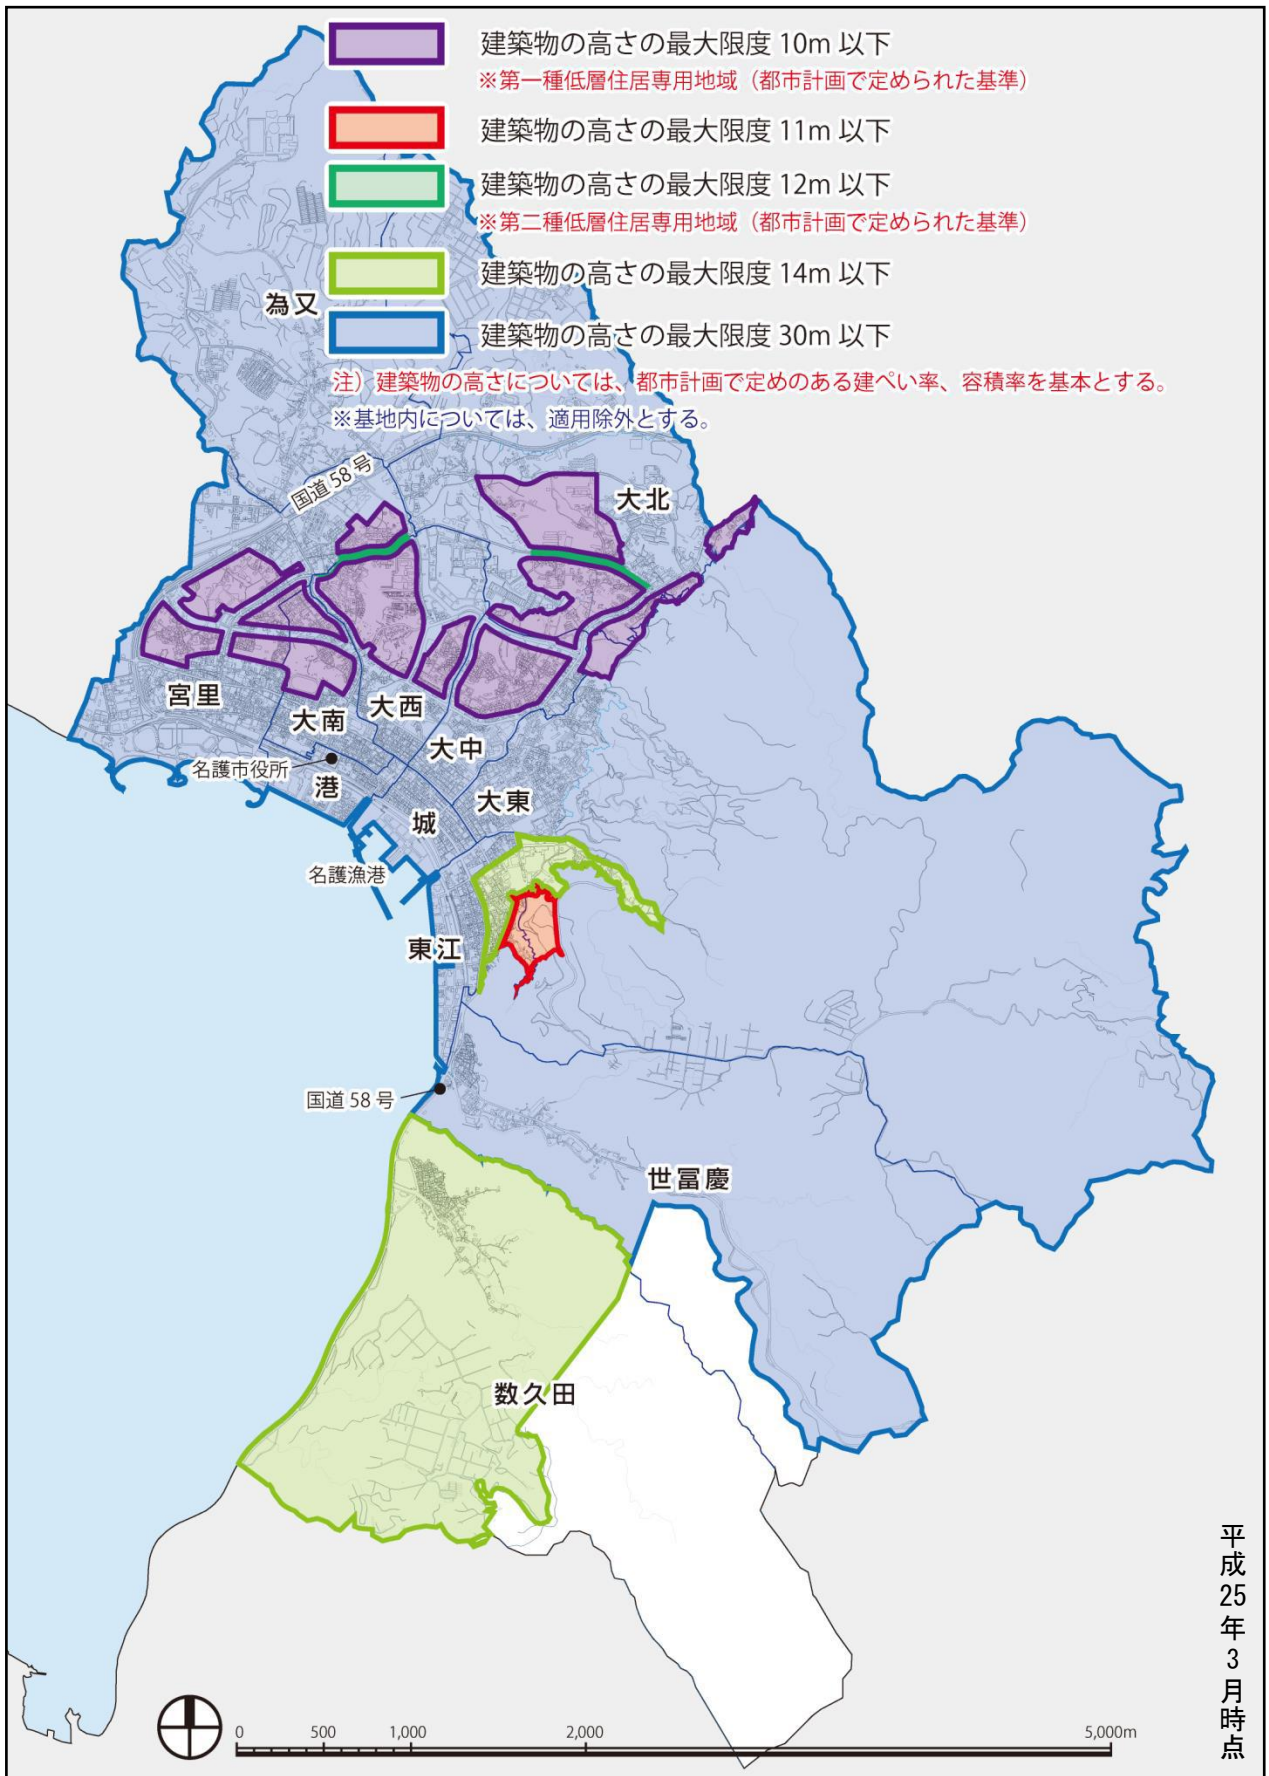 建築物の高さの最大限度 10m 以下
※第一種低層住居専用地域（都市計画で定められた基準）
建築物の高さの最大限度 11m 以下
建築物の高さの最大限度 12m 以下
※第二種低層住居専用地域（都市計画で定められた基準）
建築物の高さの最大限度 14m 以下
為又
建築物の高さの最大限度 30m 以下
注）建築物の高さについては、都市計画で定めのある建ぺい率、容積率を基本とする。
※基地内については、適用除外とする。
国道 58 号
大北
宮里
大南
大西
大中
名護市役所
港
城
大東
名護漁港
東江
国道 58 号
世冨慶
数久田
平成25年3月時点
0 500 1,000 2,000 5,000m